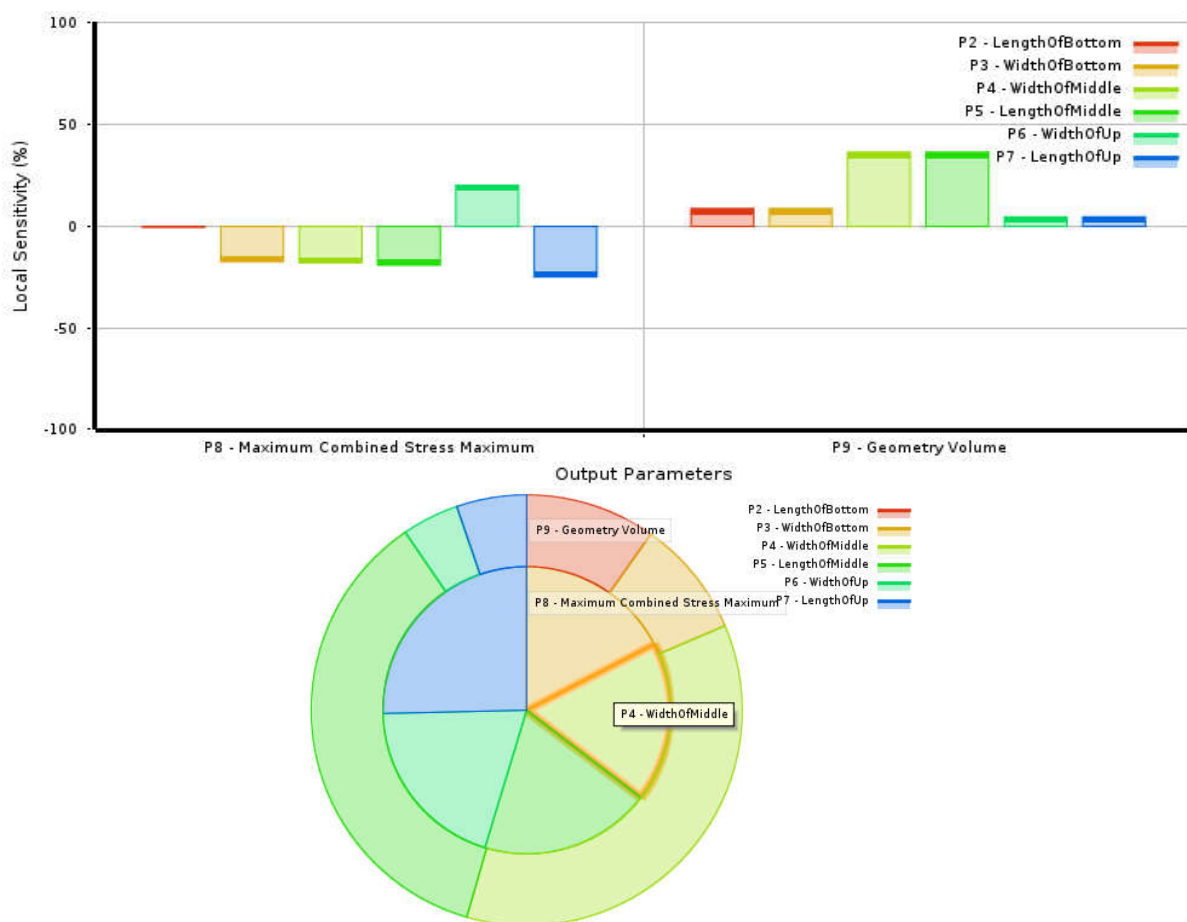 100
50
0
-50
-100
Local Sensitivity (%)
P2 - LengthOfBottom
P3 - WidthOfBottom
P4 - WidthOfMiddle
P5 - LengthOfMiddle
P6 - WidthOfUp
P7 - LengthOfUp
P8 - Maximum Combined Stress Maximum
P9 - Geometry Volume
Output Parameters
P9 - Geometry Volume
P8 - Maximum Combined Stress Maximum
P4 - WidthOfMiddle
P2 - LengthOfBottom
P3 - WidthOfBottom
P4 - WidthOfMiddle
P5 - LengthOfMiddle
P6 - WidthOfUp
P7 - LengthOfUp